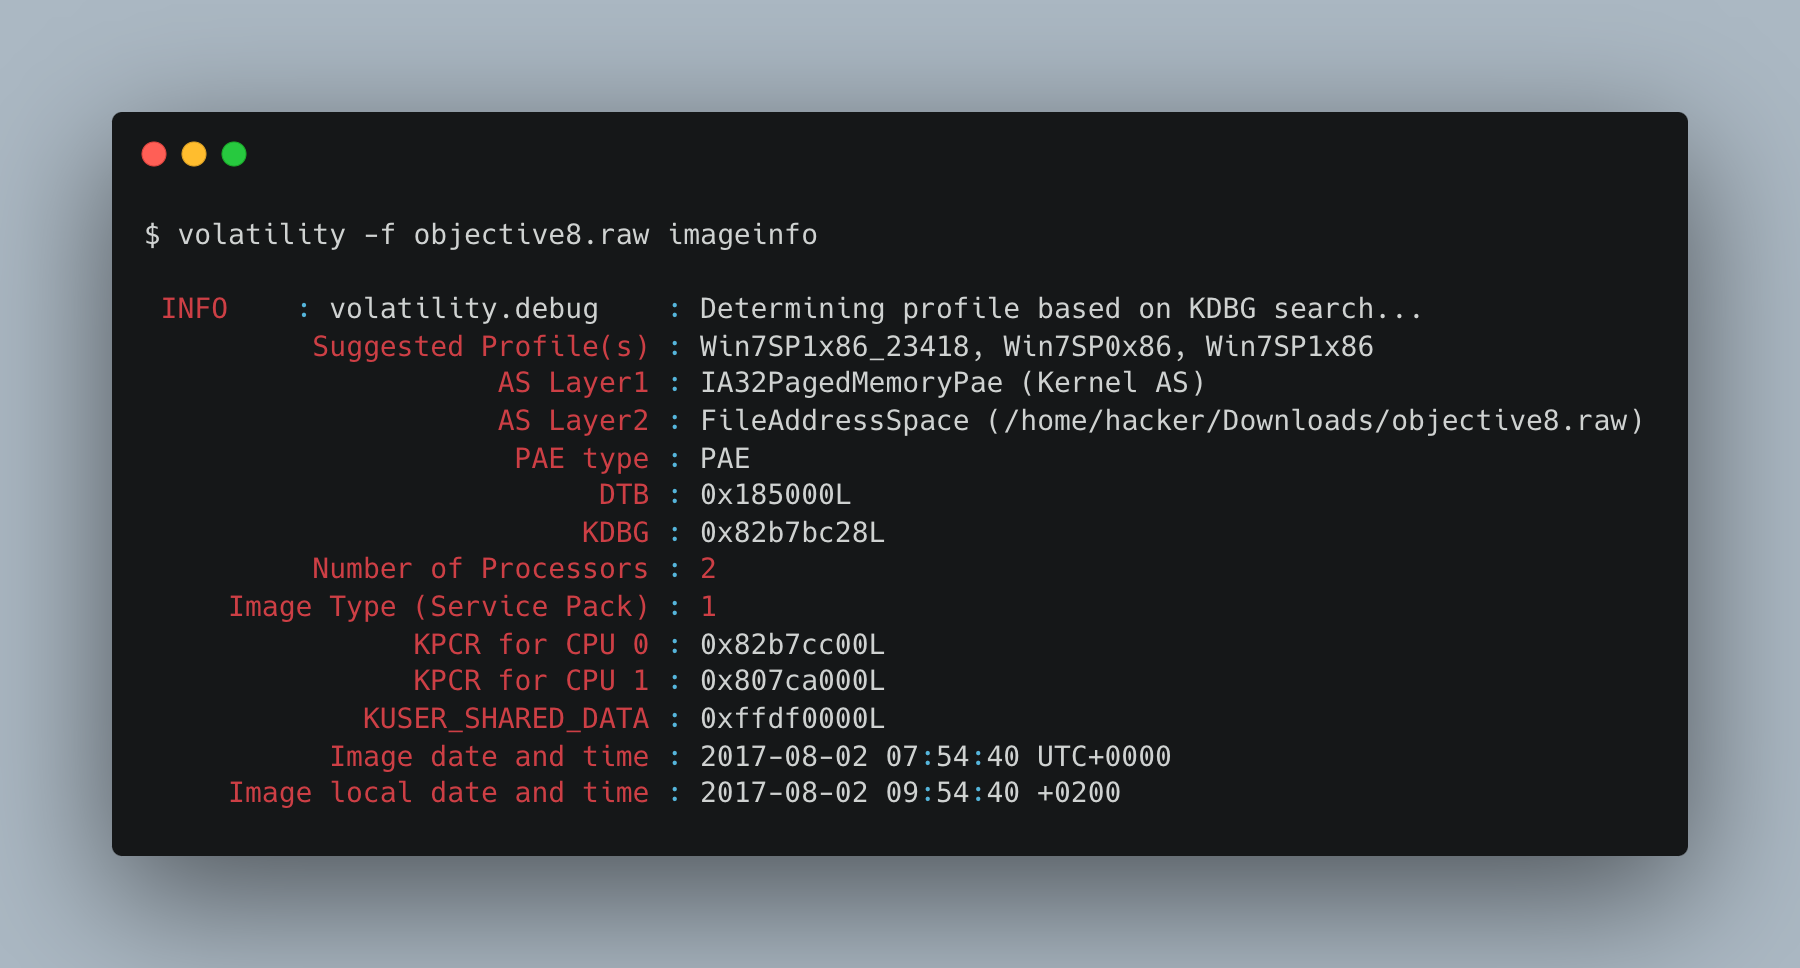 $ volatility -f objective8.raw imageinfo
INFO : volatility.debug : Determining profile based on KDBG search...
Suggested Profile(s) : Win7SP1x86_23418, Win7SP0x86, Win7SP1x86
AS Layer1 : IA32PagedMemoryPae (Kernel AS)
AS Layer2 : FileAddressSpace (/home/hacker/Downloads/objective8.raw)
PAE type : PAE
DTB : 0x185000L
KDBG : 0x82b7bc28L
Number of Processors : 2
Image Type (Service Pack) : 1
KPCR for CPU 0 : 0x82b7cc00L
KPCR for CPU 1 : 0x807ca000L
KUSER_SHARED_DATA : 0xffdf0000L
Image date and time : 2017-08-02 07:54:40 UTC+0000
Image local date and time : 2017-08-02 09:54:40 +0200